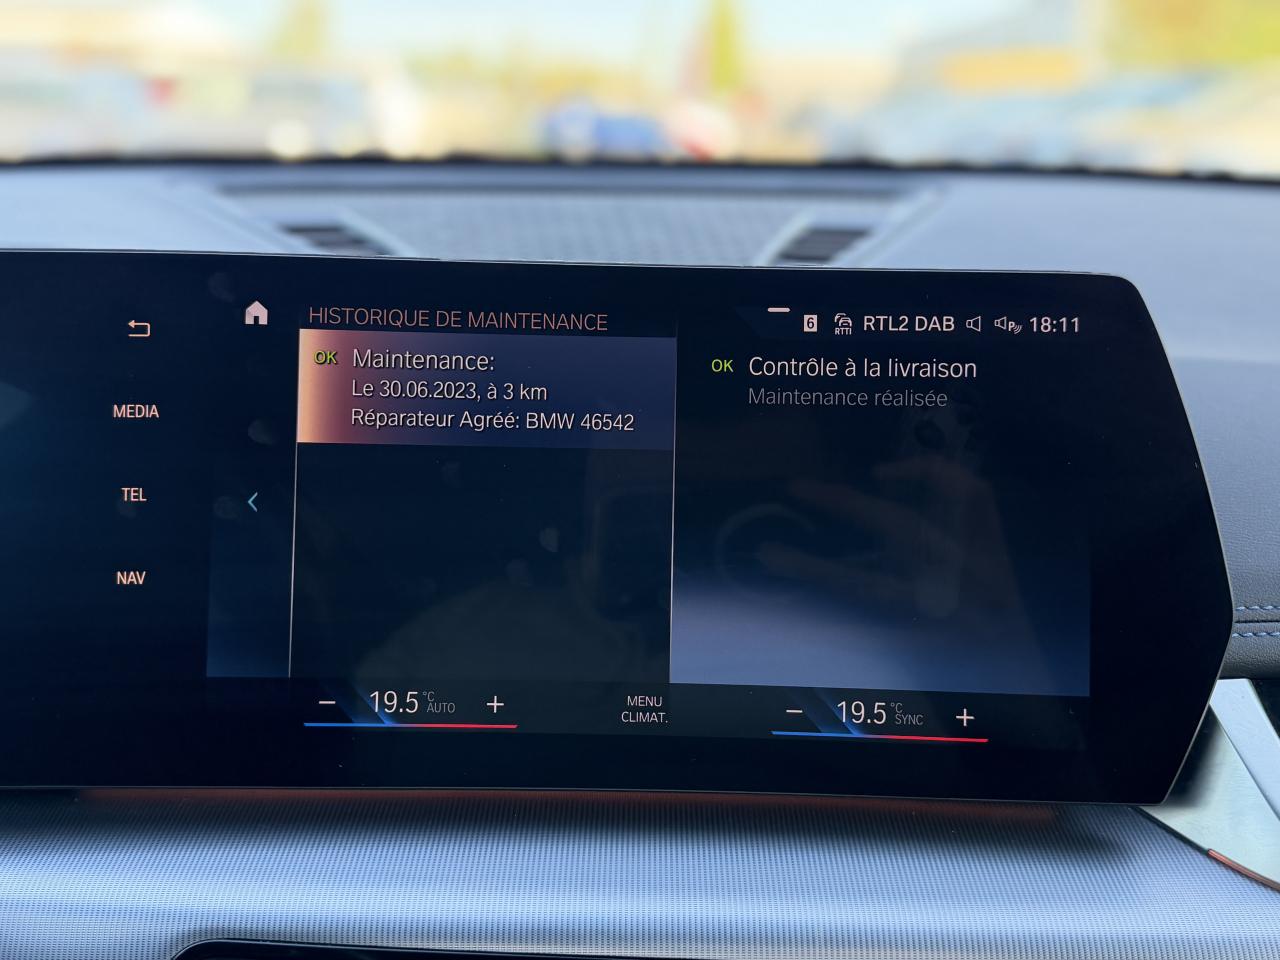 HISTORIQUE DE MAINTENANCE
6 RTTI RTL2 DAB P 18:11
OK Maintenance:
Le 30.06.2023, à 3 km
Réparateur Agréé: BMW 46542
OK Contrôle à la livraison
Maintenance réalisée
MEDIA
TEL
NAV
− 19.5 °C AUTO +
MENU
CLIMAT.
− 19.5 °C SYNC +